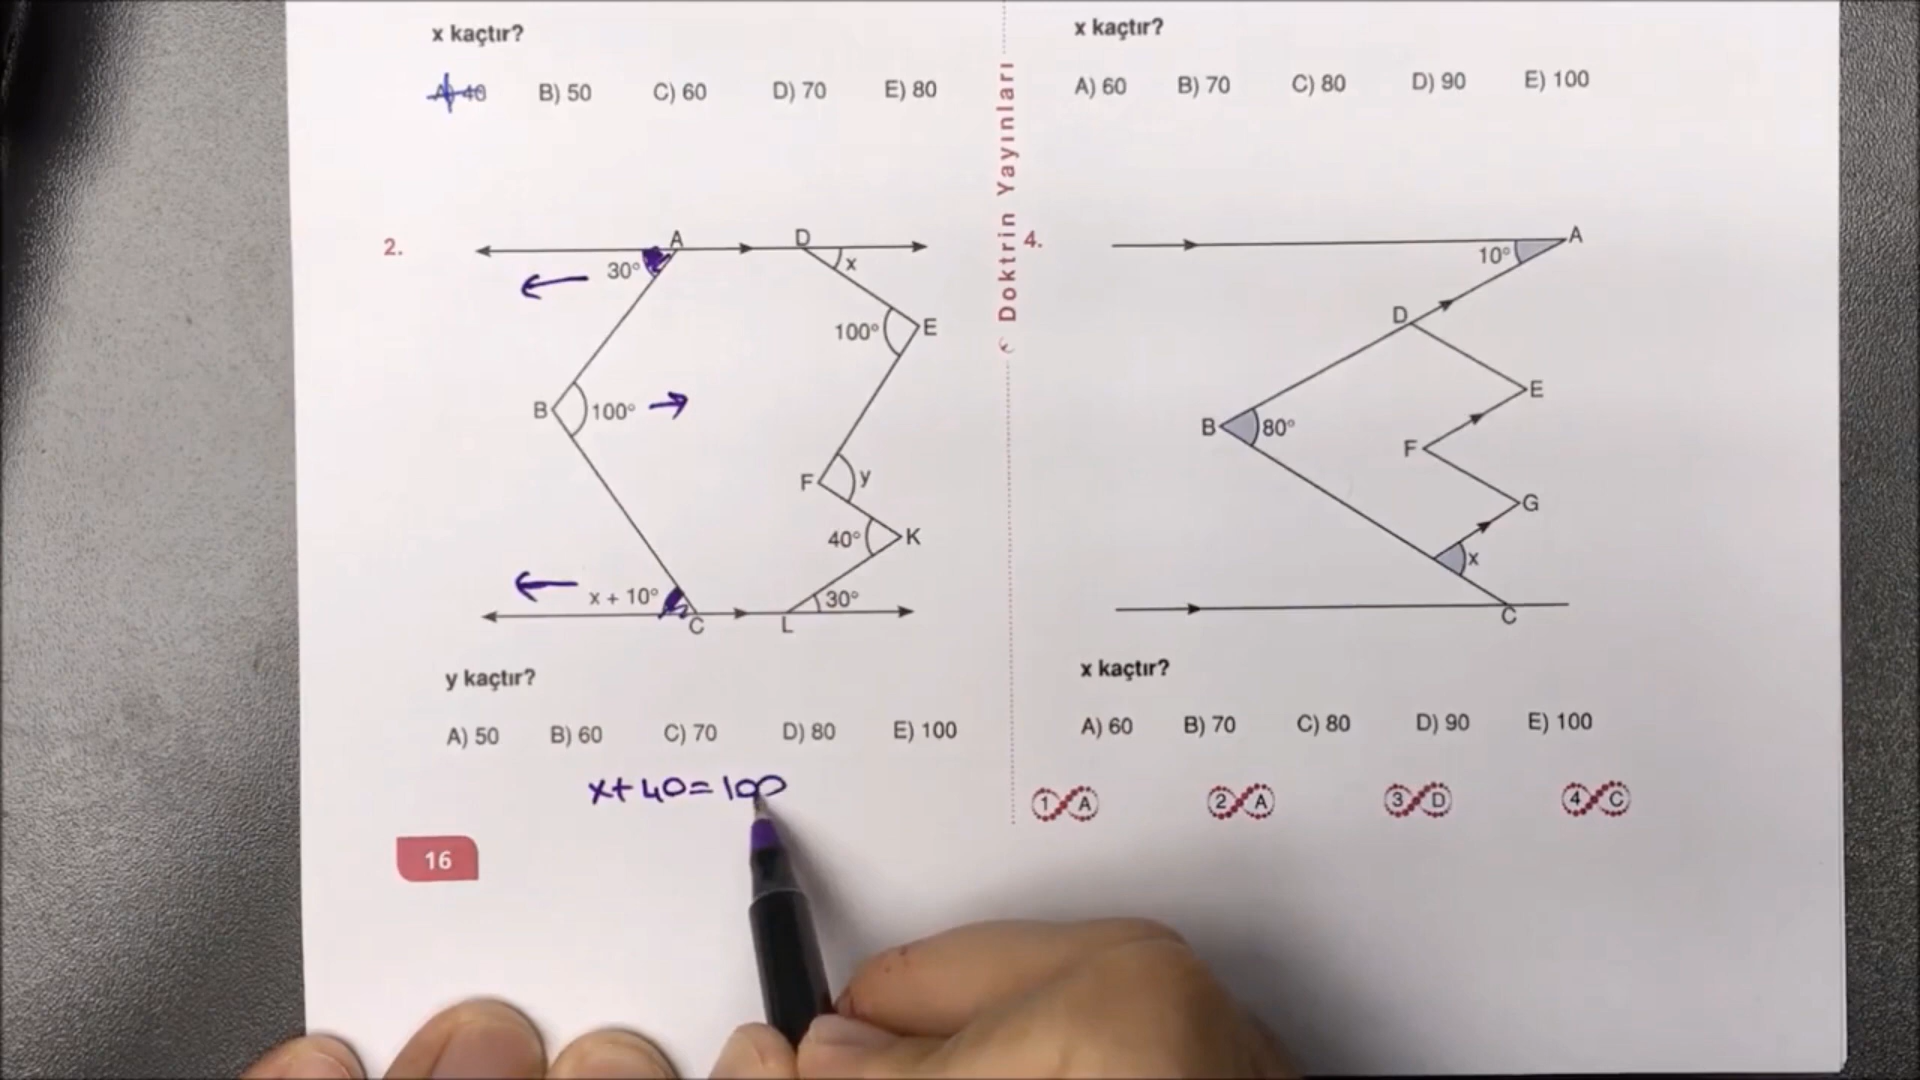 x kaçtır?
A) 40 B) 50 C) 60 D) 70 E) 80
2.
A D
30° x
100° E
B 100°
F y
40° K
x + 10° 30°
C L
y kaçtır?
A) 50 B) 60 C) 70 D) 80 E) 100
x+40=100
16
Doktrin Yayınları
x kaçtır?
A) 60 B) 70 C) 80 D) 90 E) 100
4.
A
10°
D
E
B 80°
F
G
x
C
x kaçtır?
A) 60 B) 70 C) 80 D) 90 E) 100
1 A 2 A 3 D 4 C